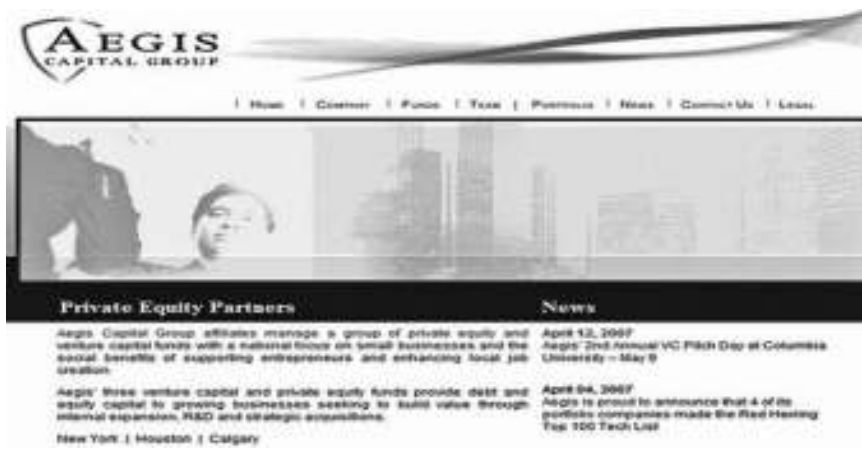 AEGIS
CAPITAL GROUP
| HOME | COMPANY | FUNDS | TEAM | PORTFOLIO | NEWS | CONTACT US | LEGAL
Private Equity Partners
Aegis Capital Group affiliates manage a group of private equity and
venture capital funds with a national focus on small businesses and the
social benefits of supporting entrepreneurs and enhancing local job
creation.
Aegis' three venture capital and private equity funds provide debt and
equity capital to growing businesses seeking to build value through
internal expansion, R&D and strategic acquisitions.
New York | Houston | Calgary
News
April 12, 2007
Aegis' 2nd Annual VC Pitch Day at Columbia
University – May 9
April 04, 2007
Aegis is proud to announce that 4 of its
portfolio companies made the Red Herring
Top 100 Tech List